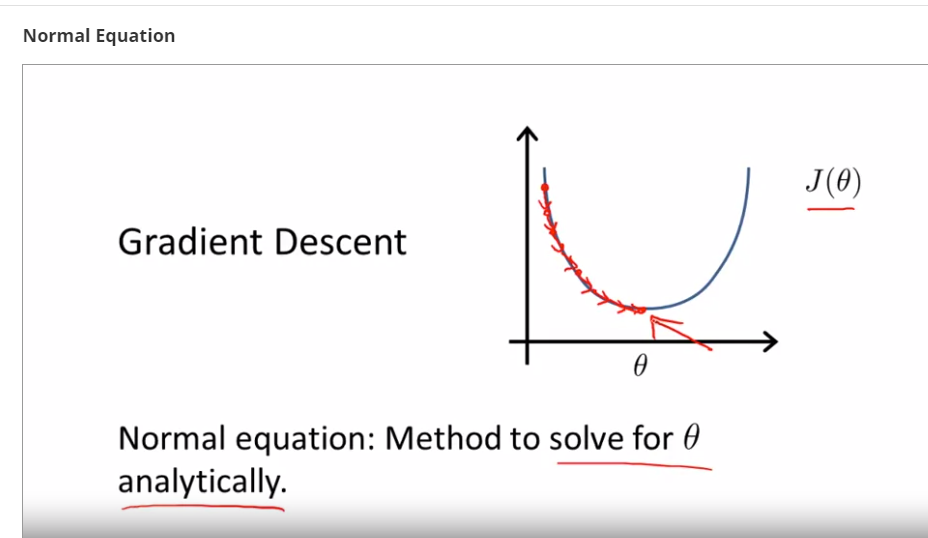 Normal Equation
J(θ)
Gradient Descent
θ
Normal equation: Method to solve for θ
analytically.